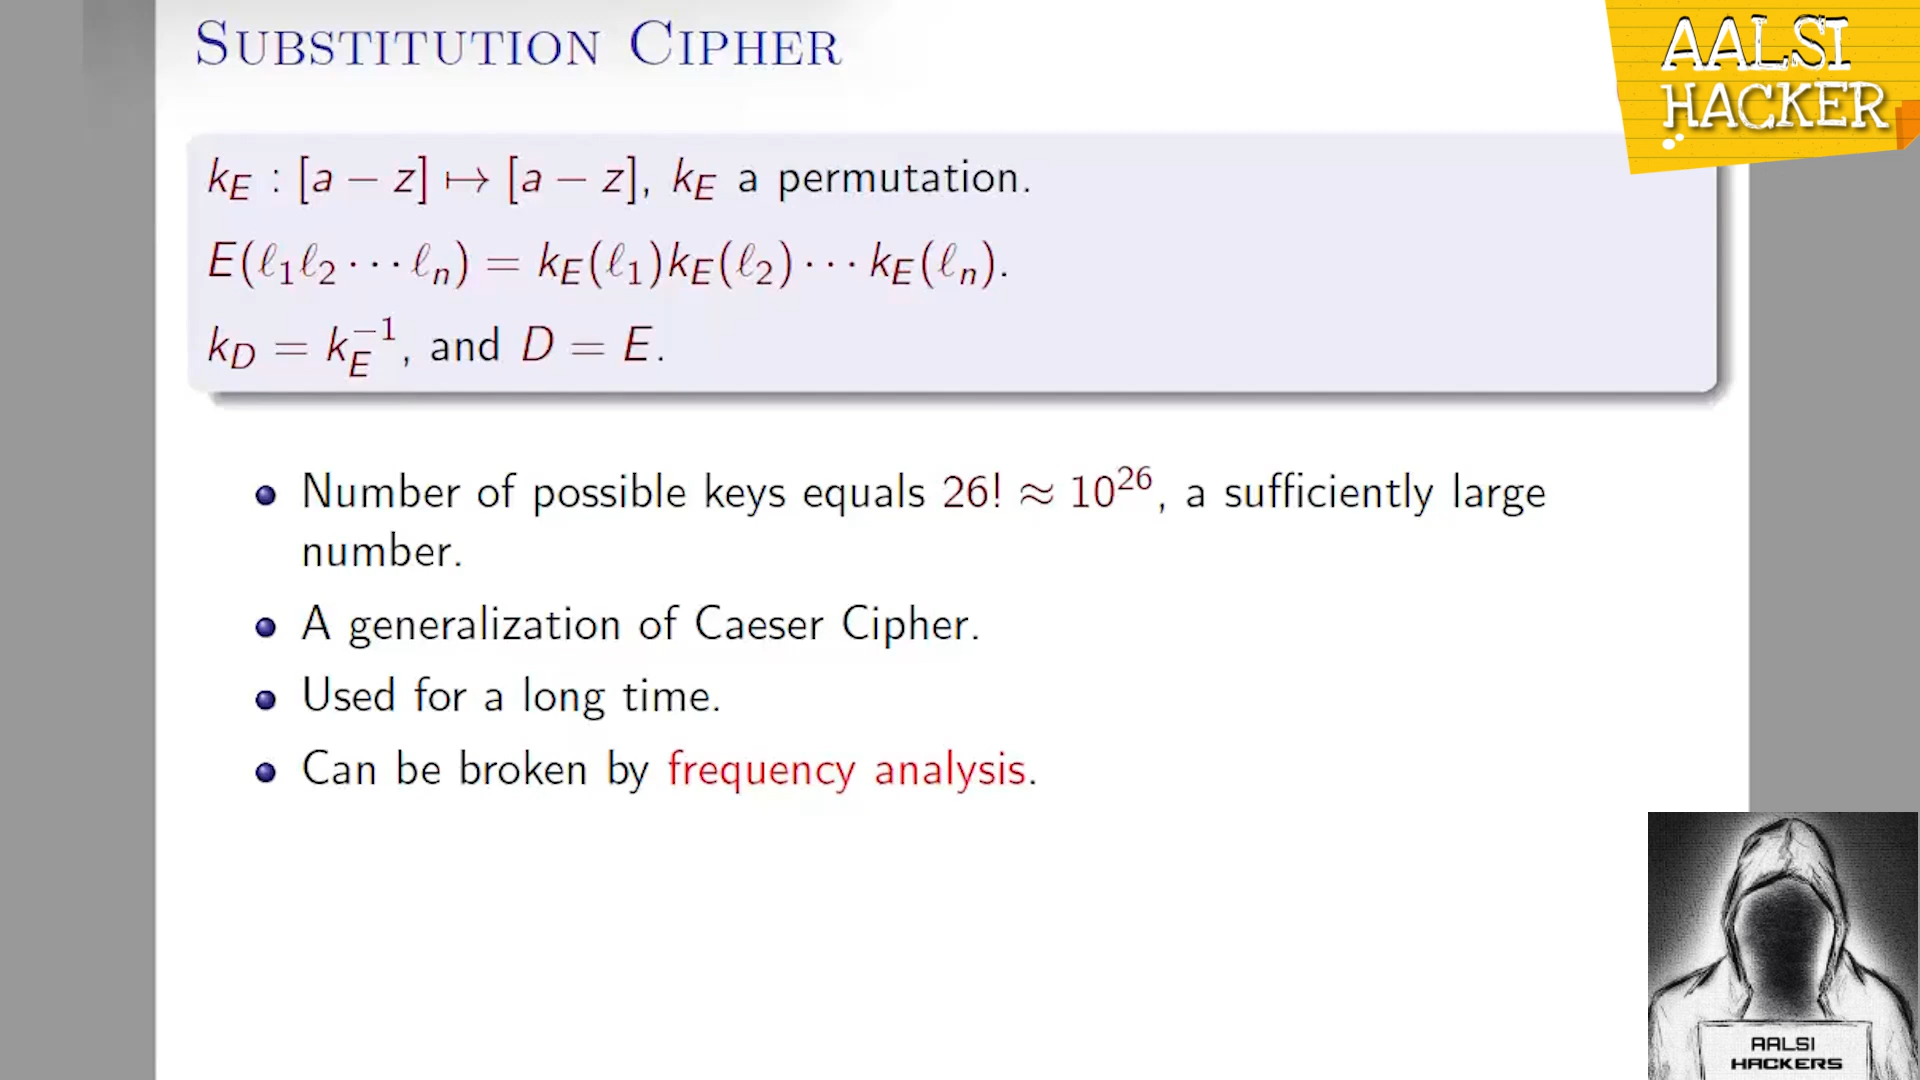 SUBSTITUTION CIPHER
AALSI
HACKER
k_E : [a − z] ↦ [a − z], k_E a permutation.
E(ℓ₁ℓ₂ ⋯ ℓₙ) = k_E(ℓ₁)k_E(ℓ₂) ⋯ k_E(ℓₙ).
k_D = k_E⁻¹, and D = E.
• Number of possible keys equals 26! ≈ 10²⁶, a sufficiently large
number.
• A generalization of Caeser Cipher.
• Used for a long time.
• Can be broken by frequency analysis.
AALSI
HACKERS